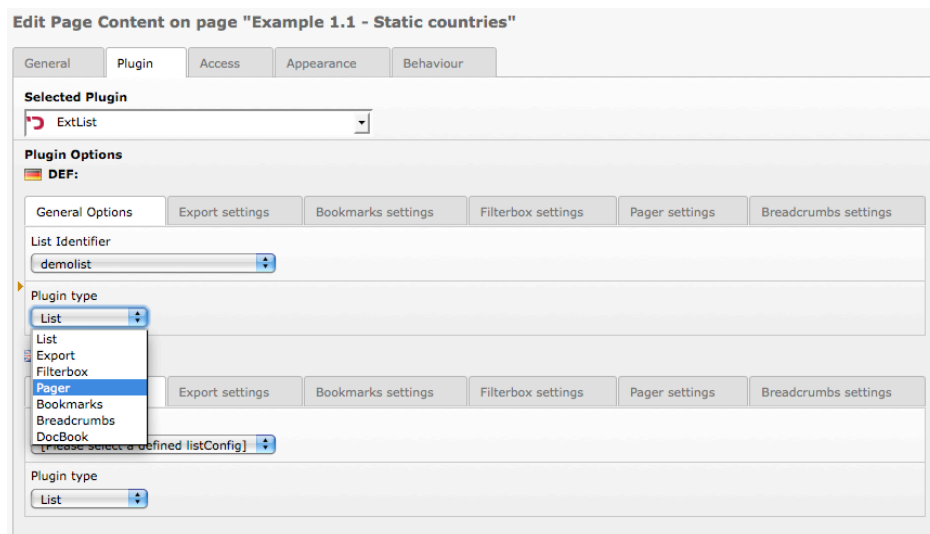 Edit Page Content on page "Example 1.1 - Static countries"
General Plugin Access Appearance Behaviour
Selected Plugin
ExtList
Plugin Options
DEF:
General Options Export settings Bookmarks settings Filterbox settings Pager settings Breadcrumbs settings
List Identifier
demolist
Plugin type
List
List
Export
Filterbox
Pager
Bookmarks
Breadcrumbs
DocBook
Export settings Bookmarks settings Filterbox settings Pager settings Breadcrumbs settings
[Please select a defined listConfig]
Plugin type
List